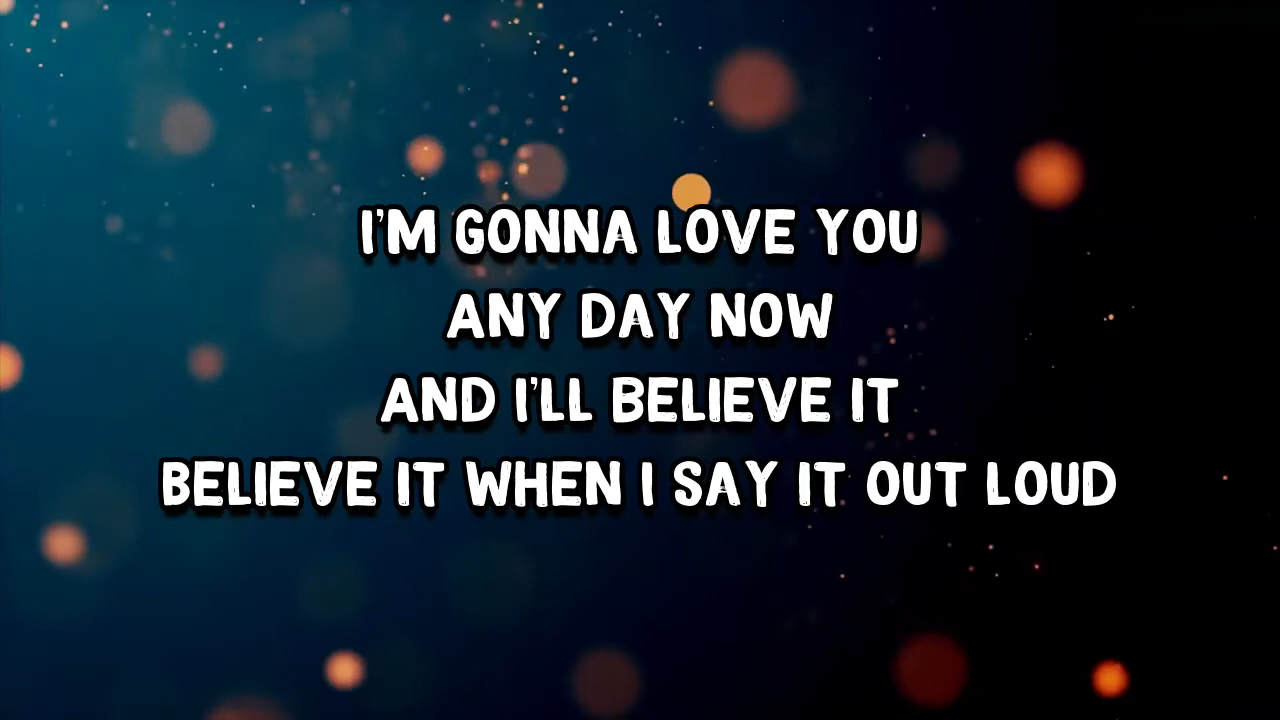 I'M GONNA LOVE YOU
ANY DAY NOW
AND I'LL BELIEVE IT
BELIEVE IT WHEN I SAY IT OUT LOUD